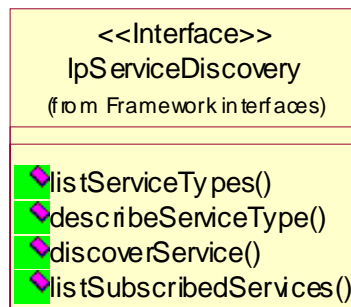 <<Interface>>
IpServiceDiscovery
(from Framework interfaces)
listServiceTypes()
describeServiceType()
discoverService()
listSubscribedServices()